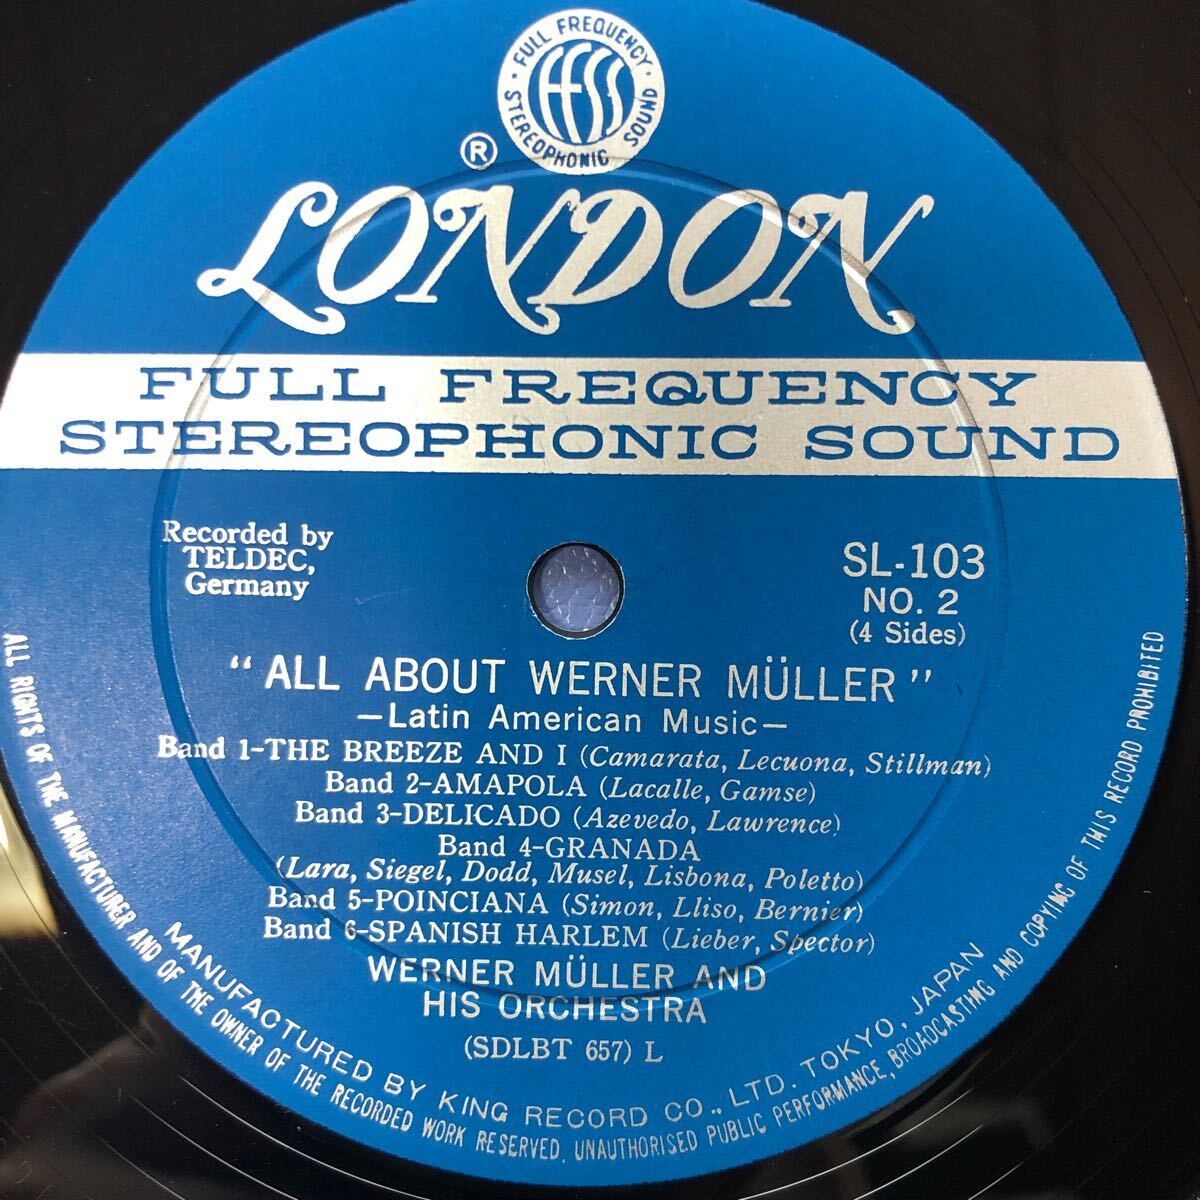 FULL FREQUENCY
STEREOPHONIC SOUND
ffss
®
LONDON
FULL FREQUENCY
STEREOPHONIC SOUND
Recorded by
TELDEC,
Germany
SL-103
NO. 2
(4 Sides)
"ALL ABOUT WERNER MÜLLER"
—Latin American Music—
Band 1-THE BREEZE AND I (Camarata, Lecuona, Stillman)
Band 2-AMAPOLA (Lacalle, Gamse)
Band 3-DELICADO (Azevedo, Lawrence)
Band 4-GRANADA
(Lara, Siegel, Dodd, Musel, Lisbona, Poletto)
Band 5-POINCIANA (Simon, Lliso, Bernier)
Band 6-SPANISH HARLEM (Lieber, Spector)
WERNER MÜLLER AND
HIS ORCHESTRA
(SDLBT 657) L
MANUFACTURED BY KING RECORD CO., LTD. TOKYO, JAPAN
ALL RIGHTS OF THE MANUFACTURER AND OF THE OWNER OF THE RECORDED WORK RESERVED. UNAUTHORISED PUBLIC PERFORMANCE, BROADCASTING AND COPYING OF THIS RECORD PROHIBITED